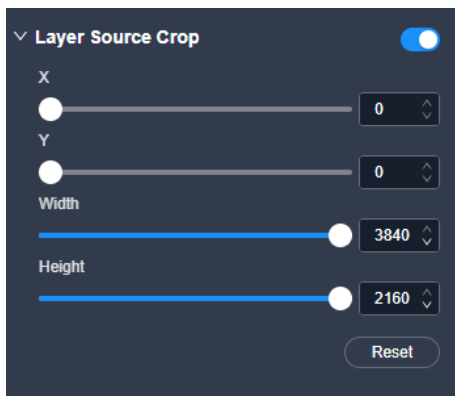 Layer Source Crop
X
0
Y
0
Width
3840
Height
2160
Reset